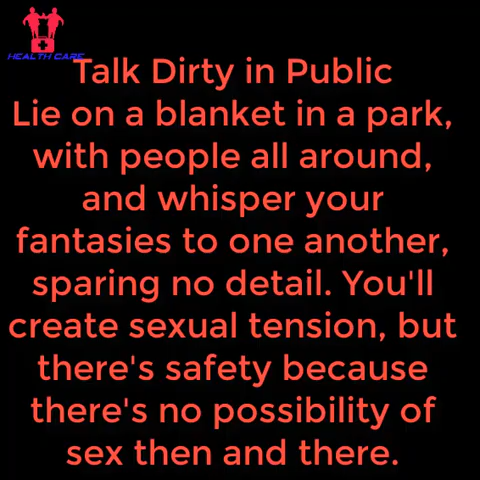 HEALTH CARE
Talk Dirty in Public
Lie on a blanket in a park,
with people all around,
and whisper your
fantasies to one another,
sparing no detail. You'll
create sexual tension, but
there's safety because
there's no possibility of
sex then and there.